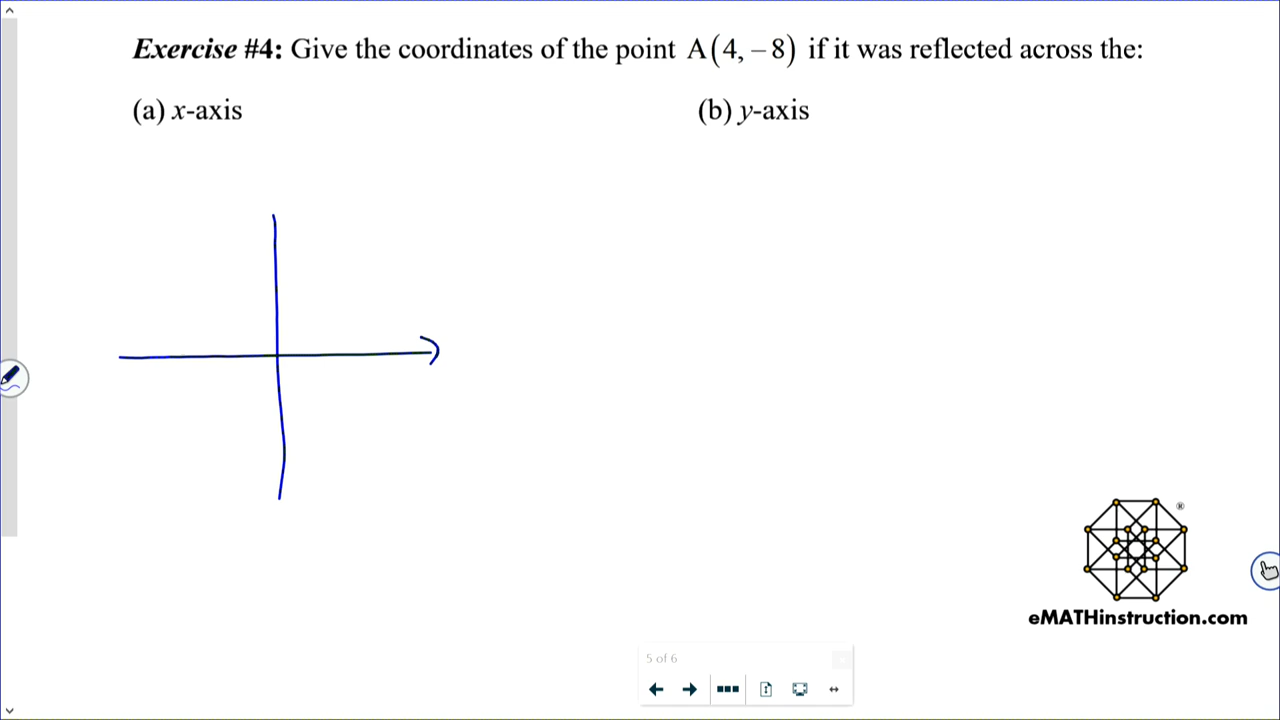 Exercise #4: Give the coordinates of the point A(4, –8) if it was reflected across the:
(a) x-axis
(b) y-axis
®
eMATHinstruction.com
5 of 6